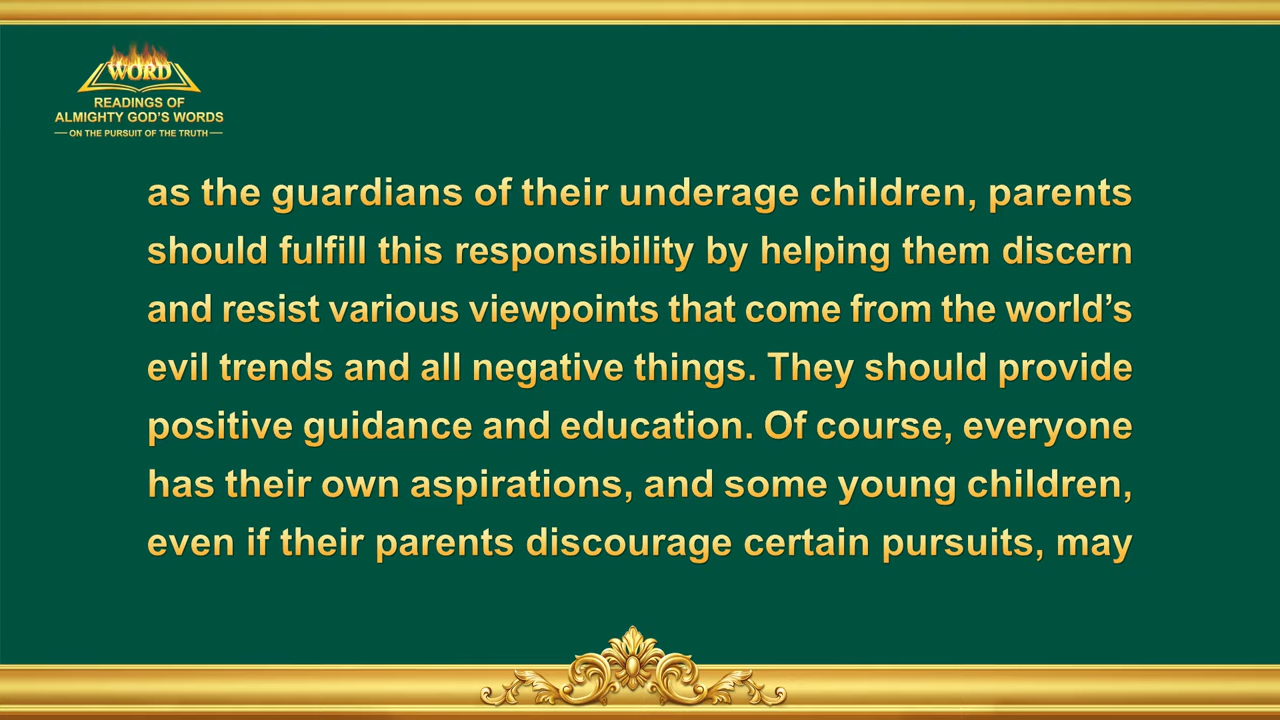 WORD
READINGS OF
ALMIGHTY GOD'S WORDS
— ON THE PURSUIT OF THE TRUTH —
as the guardians of their underage children, parents
should fulfill this responsibility by helping them discern
and resist various viewpoints that come from the world’s
evil trends and all negative things. They should provide
positive guidance and education. Of course, everyone
has their own aspirations, and some young children,
even if their parents discourage certain pursuits, may